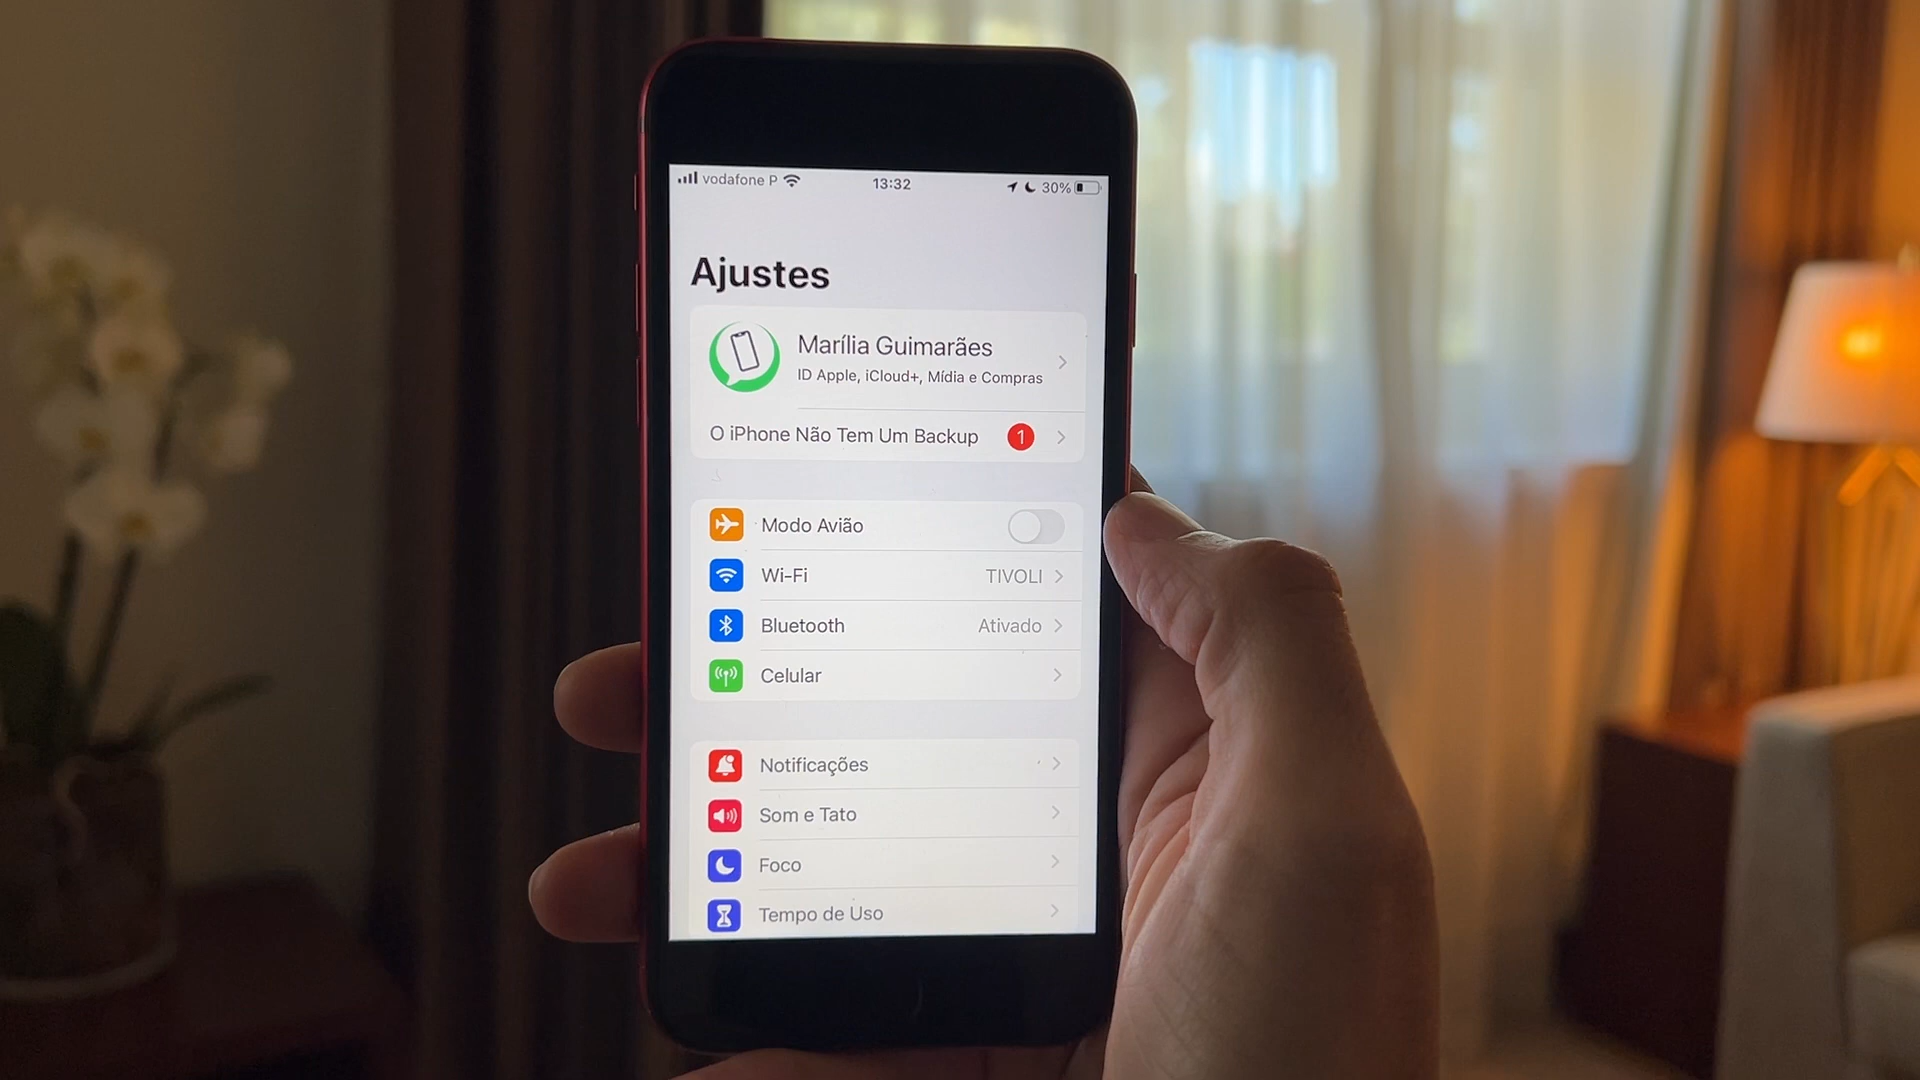 vodafone P 13:32 30%
Ajustes
Marília Guimarães
ID Apple, iCloud+, Mídia e Compras
O iPhone Não Tem Um Backup 1
Modo Avião
Wi-Fi TIVOLI
Bluetooth Ativado
Celular
Notificações
Som e Tato
Foco
Tempo de Uso